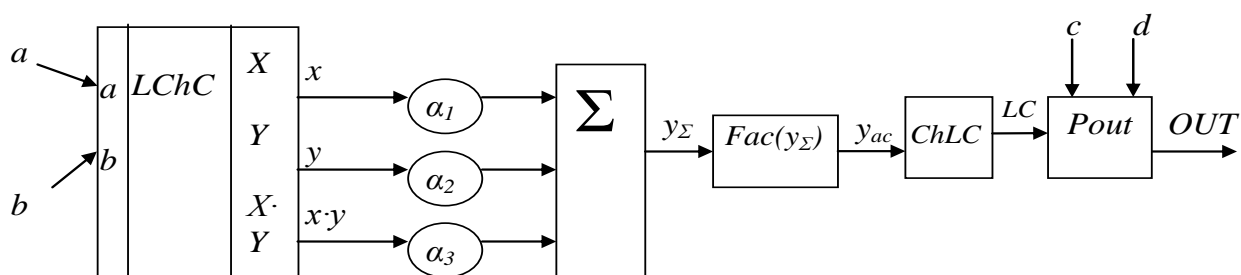 a
b
a
b
LChC
X
Y
X·
Y
x
y
x·y
α1
α2
α3
Σ
yΣ
Fac(yΣ)
yac
ChLC
LC
c
d
Pout
OUT